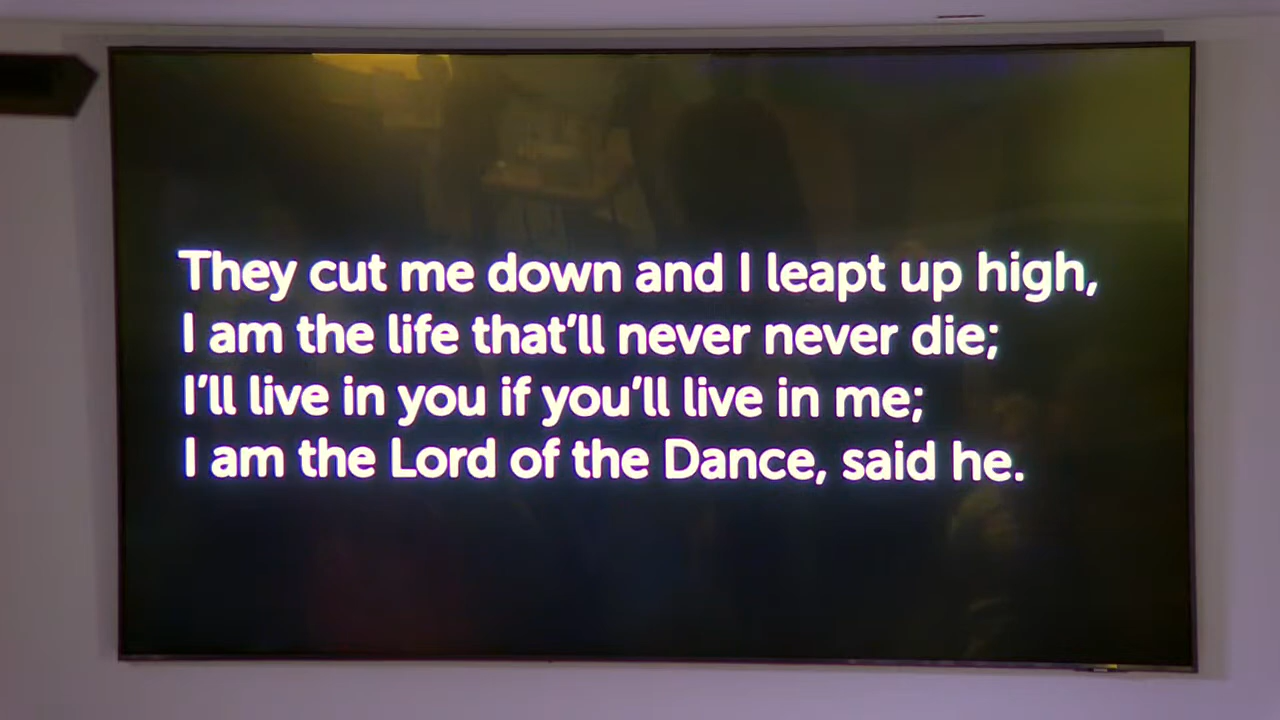 They cut me down and I leapt up high,
I am the life that'll never never die;
I'll live in you if you'll live in me;
I am the Lord of the Dance, said he.